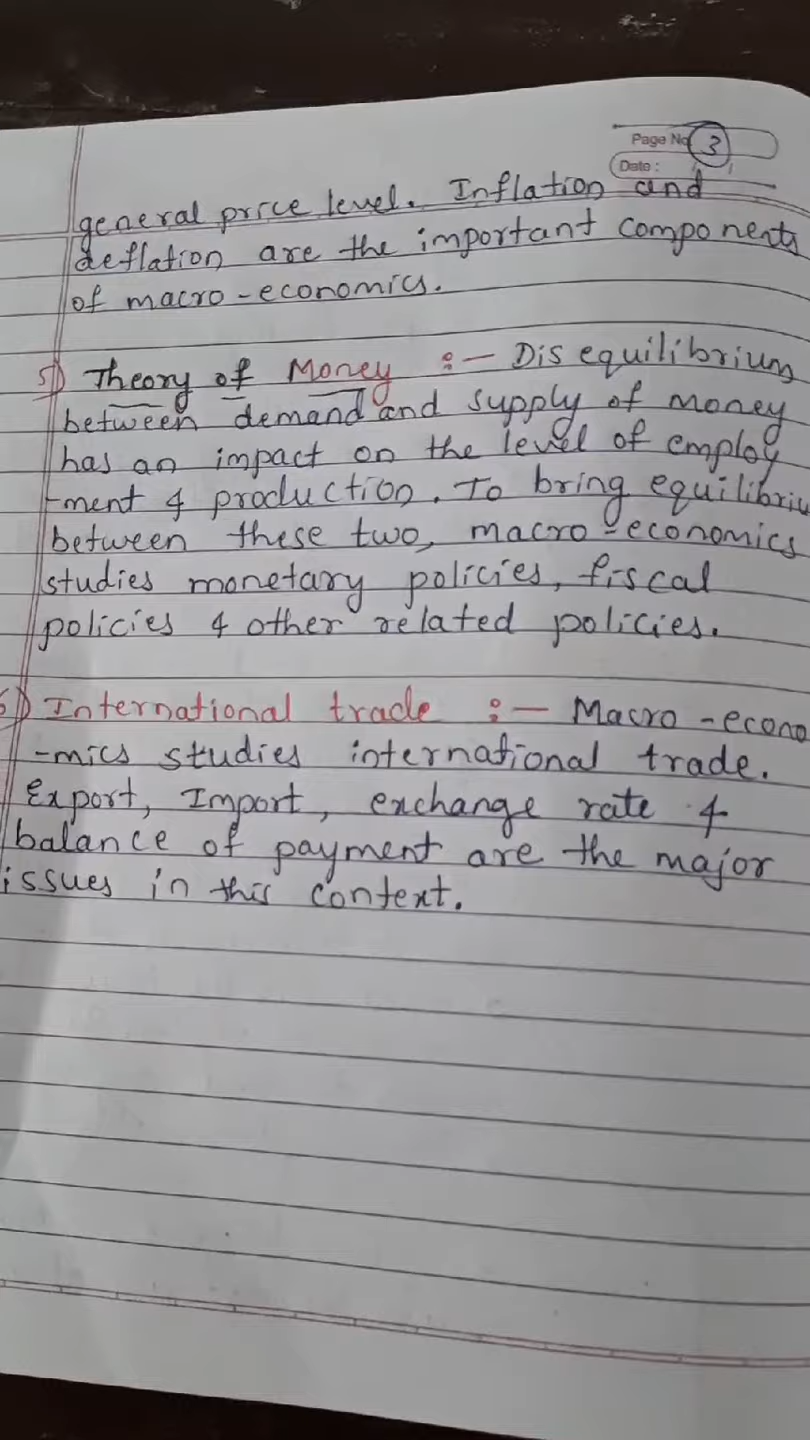 Page No 3
Date :
general price level. Inflation and
deflation are the important components
of macro-economics.
5) Theory of Money :- Disequilibrium
between demand and supply of money
has an impact on the level of employ
-ment & production. To bring equilibriu
between these two, macro-economics
studies monetary policies, fiscal
policies & other related policies.
6) International trade :- Macro-econo
-mics studies international trade.
Export, Import, exchange rate &
balance of payment are the major
issues in this context.